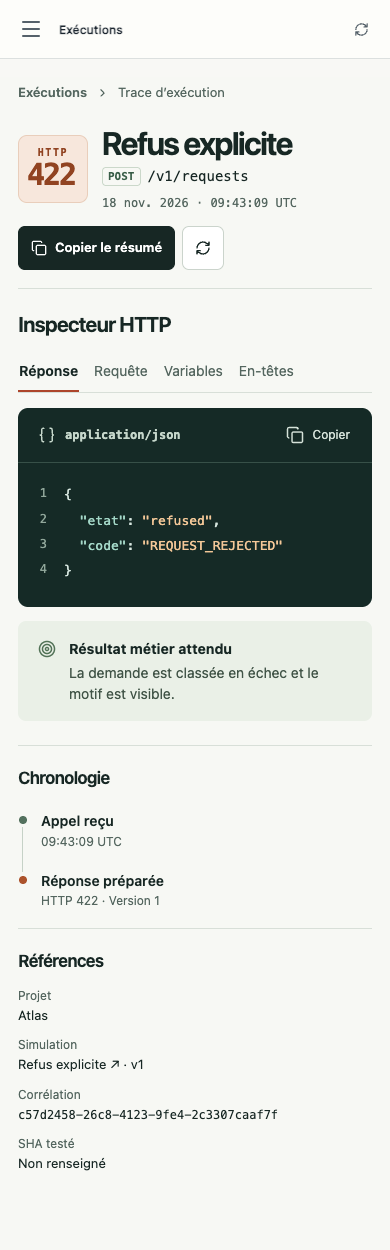 Exécutions
Exécutions > Trace d’exécution
HTTP
422
Refus explicite
POST /v1/requests
18 nov. 2026 · 09:43:09 UTC
Copier le résumé
Inspecteur HTTP
Réponse Requête Variables En-têtes
{} application/json Copier
1 {
2 "etat": "refused",
3 "code": "REQUEST_REJECTED"
4 }
Résultat métier attendu
La demande est classée en échec et le
motif est visible.
Chronologie
Appel reçu
09:43:09 UTC
Réponse préparée
HTTP 422 · Version 1
Références
Projet
Atlas
Simulation
Refus explicite ↗ · v1
Corrélation
c57d2458-26c8-4123-9fe4-2c3307caaf7f
SHA testé
Non renseigné